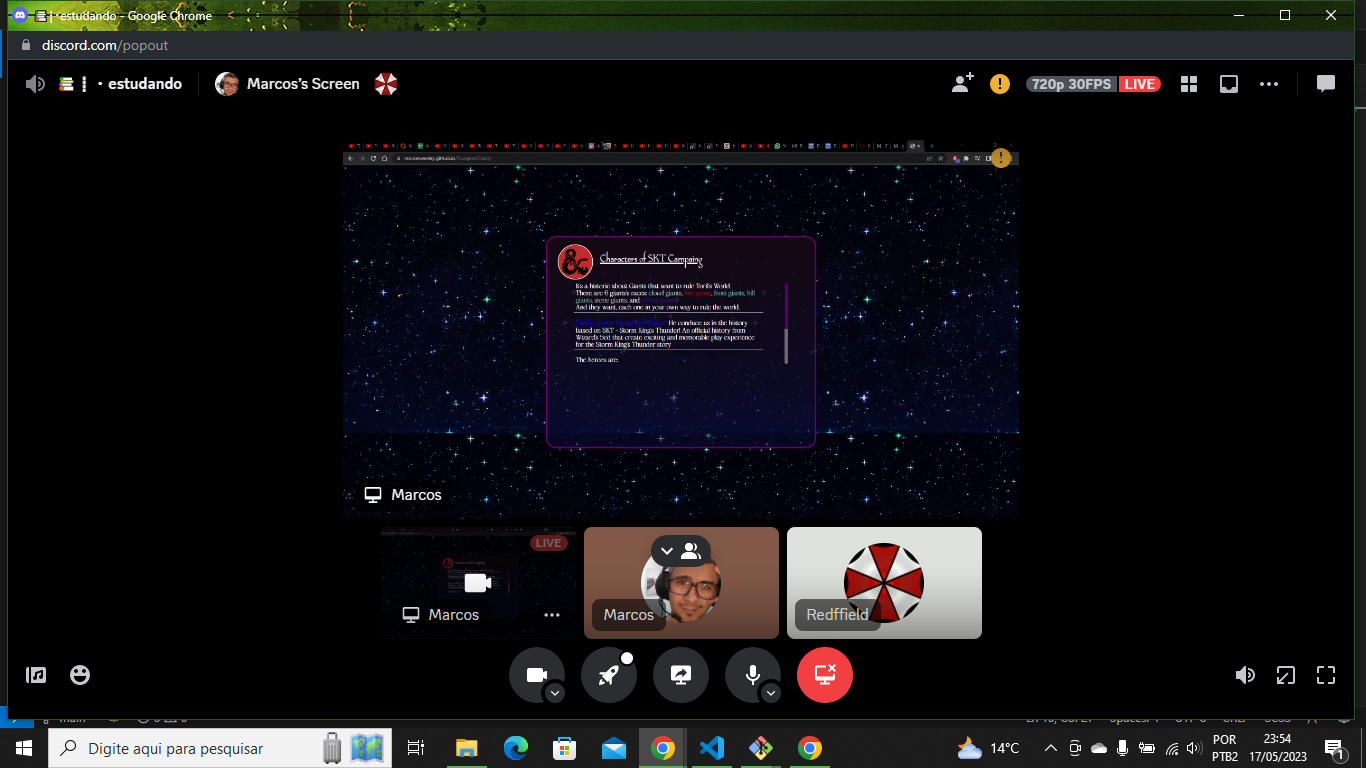 estudando - Google Chrome
discord.com/popout
estudando
Marcos's Screen
720p 30FPS LIVE
Characters of SKT Campaing
It's a historic about Giants that want to rule Toril's World.
There are 6 giants's races: cloud giants, fire giants, frost giants, hill
giants, stone giants, and
And they want, each one in your own way to rule the world.
He conduce us in the history
based on SKT - Storm King's Thunder! An official history from
Wizard's 5est that create exciting and memorable play experience
for the Storm King's Thunder story
The heroes are:
Marcos
LIVE
Marcos
Marcos
Redffield
main
Digite aqui para pesquisar
14°C
POR
PTB2
23:54
17/05/2023
1